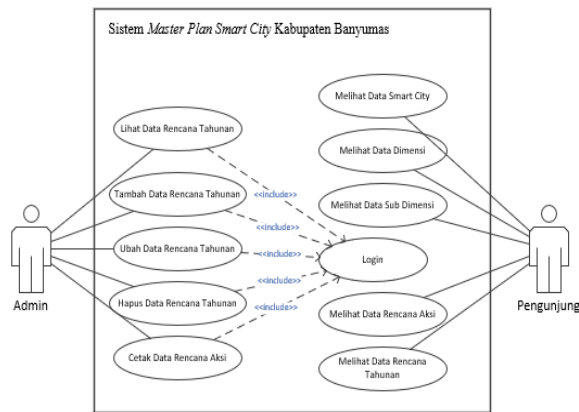 Sistem Master Plan Smart City Kabupaten Banyumas
Lihat Data Rencana Tahunan
Tambah Data Rencana Tahunan
Ubah Data Rencana Tahunan
Hapus Data Rencana Tahunan
Cetak Data Rencana Aksi
<<include>>
<<include>>
<<include>>
<<include>>
<<include>>
Melihat Data Smart City
Melihat Data Dimensi
Melihat Data Sub Dimensi
Login
Melihat Data Rencana Aksi
Melihat Data Rencana
Tahunan
Admin
Pengunjung